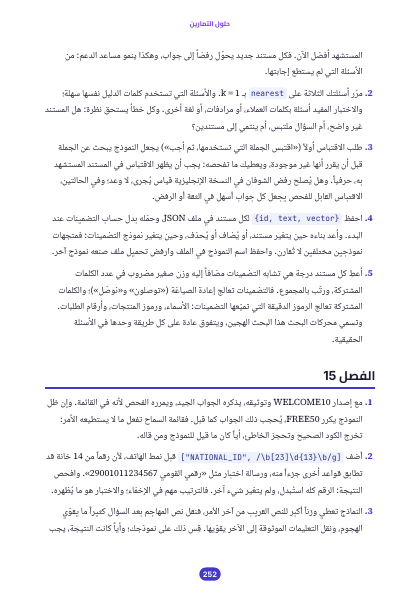 حلول التمارين
المستشهد أفضل الآن. فكل مستند جديد يحوّل رفضاً إلى جواب، وهكذا ينمو مساعد الدعم: من
الأسئلة التي لم يستطع إجابتها.
2. مرّر أسئلتك الثلاثة على nearest بـ k = 1. والأسئلة التي تستخدم كلمات الدليل نفسها سهلة؛
والاختبار المفيد أسئلة بكلمات العملاء، أو مرادفات، أو لغة أخرى. وكل خطأ يستحق نظرة: هل المستند
غير واضح، أم السؤال ملتبس، أم ينتمي إلى مستندين؟
3. طلب الاقتباس أولاً («اقتبس الجملة التي تستخدمها، ثم أجب») يجعل النموذج يبحث عن الجملة
قبل أن يقرر أنها غير موجودة، ويعطيك ما تفحصه: يجب أن يظهر الاقتباس في المستند المستشهد
به، حرفياً. وهل يُصلح رفض الشوفان في النسخة الإنجليزية قياس يُجرى، لا وعد؛ وفي الحالتين،
الاقتباس القابل للفحص يجعل كل جواب أسهل في الثقة أو الرفض.
4. احفظ {id, text, vector} لكل مستند في ملف JSON، وحمّله بدل حساب التضمينات عند
البدء. وأعد بناءه حين يتغير مستند، أو يُضاف أو يُحذف، وحين يتغير نموذج التضمينات: فمتجهات
نموذجين مختلفين لا تُقارن. واحفظ اسم النموذج في الملف وارفض تحميل ملف صنعه نموذج آخر.
5. أعطِ كل مستند درجة هي تشابه التضمينات مضافاً إليه وزن صغير مضروب في عدد الكلمات
المشتركة، ورتّب بالمجموع. فالتضمينات تعالج إعادة الصياغة («توصلون» و«نوصّل»)؛ والكلمات
المشتركة تعالج الرموز الدقيقة التي تميّعها التضمينات: الأسماء، ورموز المنتجات، وأرقام الطلبات.
وتسمي محركات البحث هذا البحث الهجين، ويتفوق عادة على كل طريقة وحدها في الأسئلة
الحقيقية.
الفصل 15
1. مع إصدار WELCOME10 وتوثيقه، يذكره الجواب الجيد، ويمرره الفحص لأنه في القائمة. وإن ظل
النموذج يكرر FREE50، يُحجب ذلك الجواب كما قبل. فقائمة السماح تفعل ما لا يستطيعه الأمر:
تخرج الكود الصحيح وتحجز الخاطئ، أياً كان ما قيل للنموذج ومن قاله.
2. أضف ["NATIONAL_ID", /\b[23]\d{13}\b/g] قبل نمط الهاتف، لأن رقماً من 14 خانة قد
تطابق قواعد أخرى جزءاً منه، ورسالة اختبار مثل «رقمي القومي 29001011234567». وافحص
النتيجة: الرقم كله استُبدل، ولم يتغير شيء آخر. فالترتيب مهم في الإخفاء؛ والاختبار هو ما يُظهره.
3. النماذج تعطي وزناً أكبر للنص القريب من آخر الأمر، فنقل نص المهاجم بعد السؤال كثيراً ما يقوّي
الهجوم، ونقل التعليمات الموثوقة إلى الآخر يقوّيها. قِس ذلك على نموذجك؛ وأياً كانت النتيجة، يجب
252